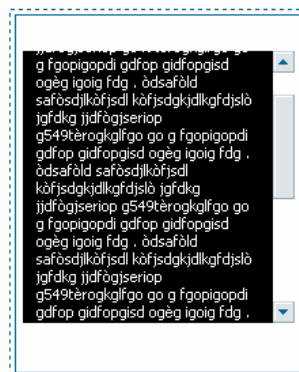 g fgopigopdi gdfop gidfopgisd
ogèg igoig fdg . òdsafòld
safòsdjlkòfjsdl kòfjsdgkjdlkgfdjslò
jgfdkg jjdfògjseriop
g549tèrogkglfgo go g fgopigopdi
gdfop gidfopgisd ogèg igoig fdg .
òdsafòld safòsdjlkòfjsdl
kòfjsdgkjdlkgfdjslò jgfdkg
jjdfògjseriop g549tèrogkglfgo go
g fgopigopdi gdfop gidfopgisd
ogèg igoig fdg . òdsafòld
safòsdjlkòfjsdl kòfjsdgkjdlkgfdjslò
jgfdkg jjdfògjseriop
g549tèrogkglfgo go g fgopigopdi
gdfop gidfopgisd ogèg igoig fdg .